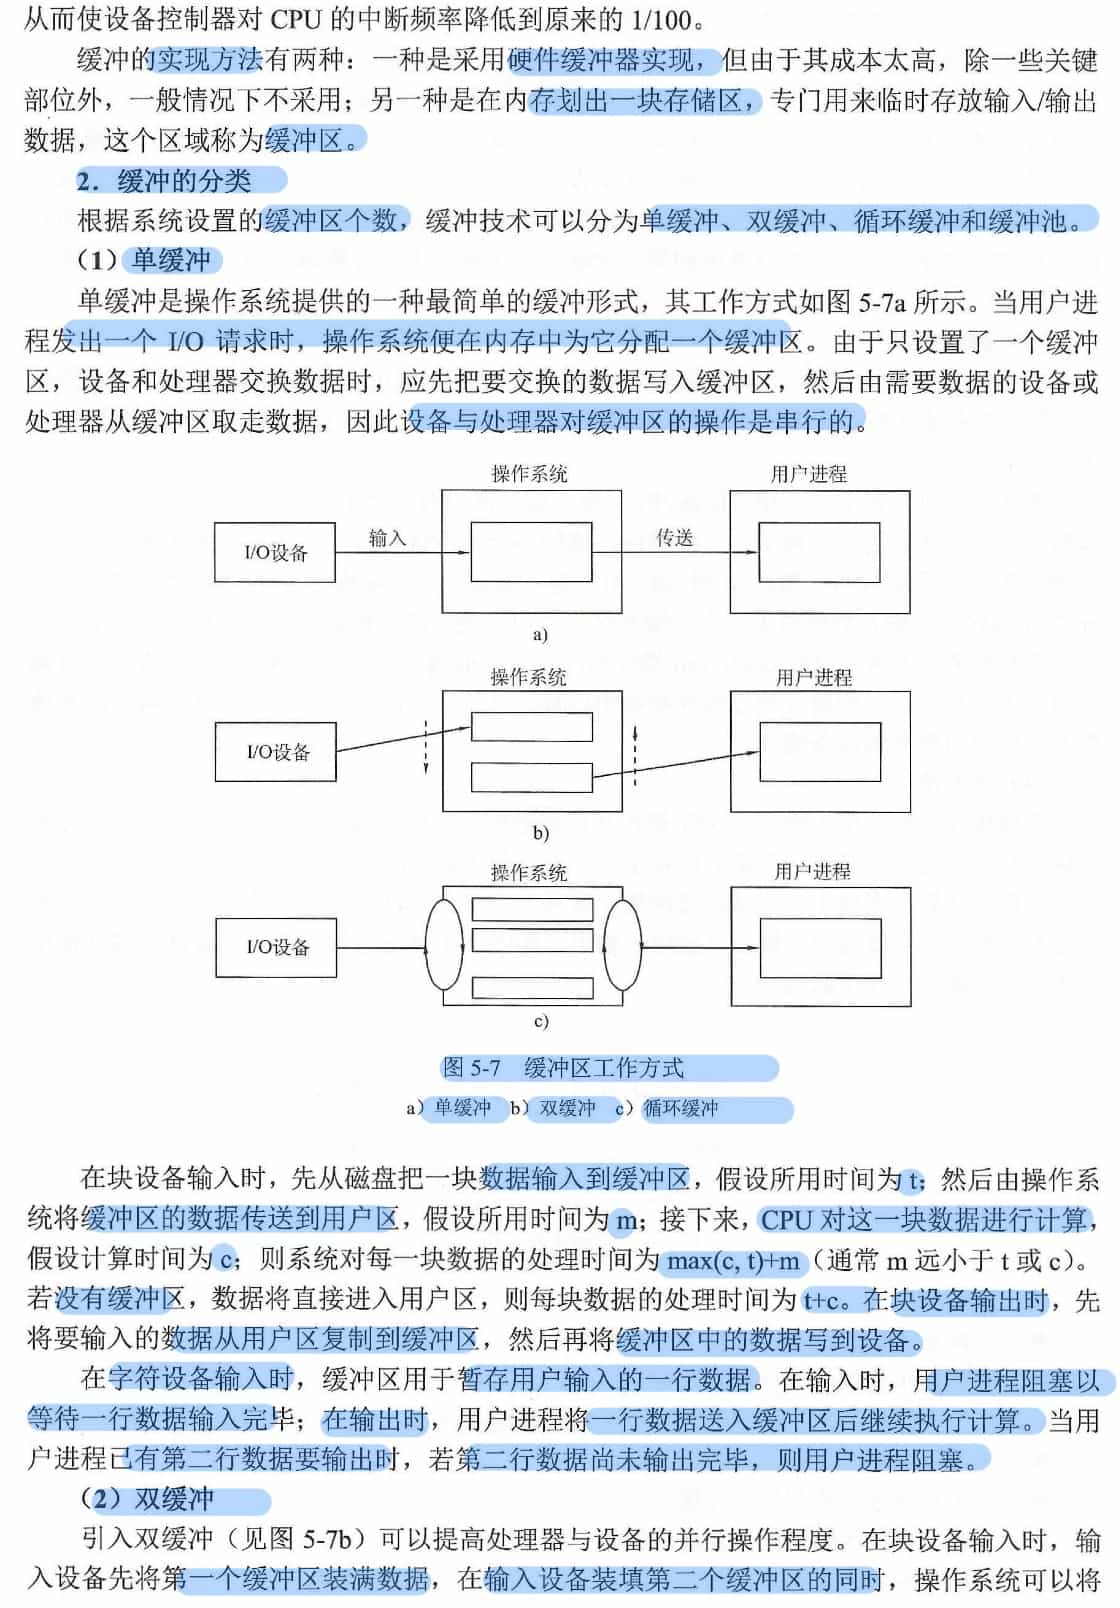 从而使设备控制器对 CPU 的中断频率降低到原来的 1/100。
缓冲的实现方法有两种：一种是采用硬件缓冲器实现，但由于其成本太高，除一些关键
部位外，一般情况下不采用；另一种是在内存划出一块存储区，专门用来临时存放输入/输出
数据，这个区域称为缓冲区。
2．缓冲的分类
根据系统设置的缓冲区个数，缓冲技术可以分为单缓冲、双缓冲、循环缓冲和缓冲池。
（1）单缓冲
单缓冲是操作系统提供的一种最简单的缓冲形式，其工作方式如图 5-7a 所示。当用户进
程发出一个 I/O 请求时，操作系统便在内存中为它分配一个缓冲区。由于只设置了一个缓冲
区，设备和处理器交换数据时，应先把要交换的数据写入缓冲区，然后由需要数据的设备或
处理器从缓冲区取走数据，因此设备与处理器对缓冲区的操作是串行的。
操作系统 用户进程
I/O设备 输入 传送
a)
操作系统 用户进程
I/O设备
b)
操作系统 用户进程
I/O设备
c)
图 5-7 缓冲区工作方式
a）单缓冲 b）双缓冲 c）循环缓冲
在块设备输入时，先从磁盘把一块数据输入到缓冲区，假设所用时间为 t；然后由操作系
统将缓冲区的数据传送到用户区，假设所用时间为 m；接下来，CPU 对这一块数据进行计算，
假设计算时间为 c；则系统对每一块数据的处理时间为 max(c, t)+m（通常 m 远小于 t 或 c）。
若没有缓冲区，数据将直接进入用户区，则每块数据的处理时间为 t+c。在块设备输出时，先
将要输入的数据从用户区复制到缓冲区，然后再将缓冲区中的数据写到设备。
在字符设备输入时，缓冲区用于暂存用户输入的一行数据。在输入时，用户进程阻塞以
等待一行数据输入完毕；在输出时，用户进程将一行数据送入缓冲区后继续执行计算。当用
户进程已有第二行数据要输出时，若第二行数据尚未输出完毕，则用户进程阻塞。
（2）双缓冲
引入双缓冲（见图 5-7b）可以提高处理器与设备的并行操作程度。在块设备输入时，输
入设备先将第一个缓冲区装满数据，在输入设备装填第二个缓冲区的同时，操作系统可以将